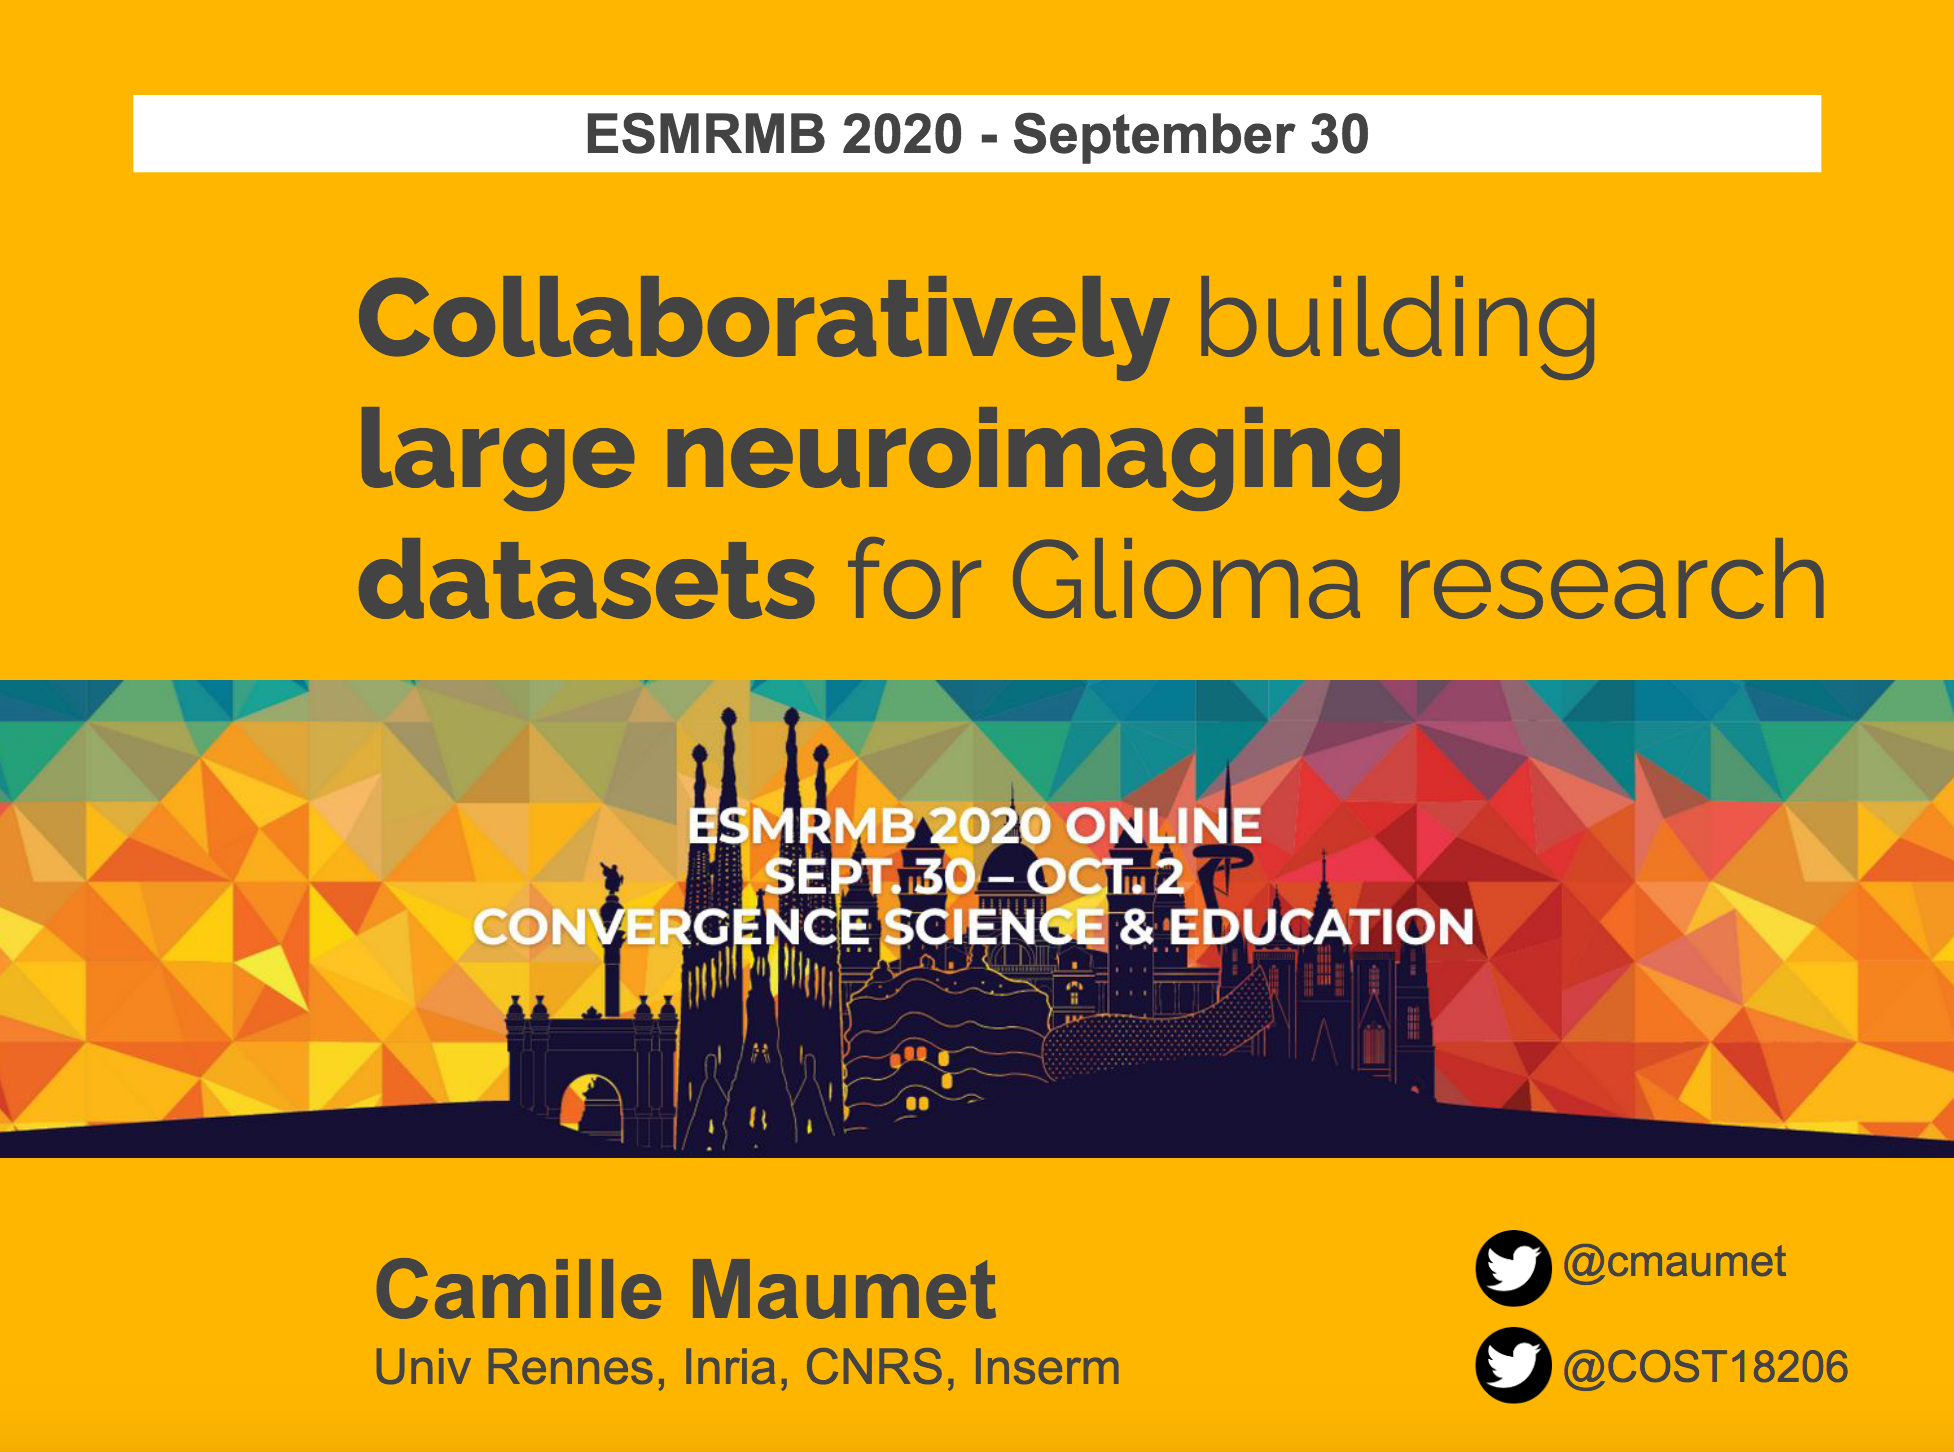 ESMRMB 2020 - September 30
Collaboratively building
large neuroimaging
datasets for Glioma research
ESMRMB 2020 ONLINE
SEPT. 30 – OCT. 2
CONVERGENCE SCIENCE & EDUCATION
Camille Maumet
Univ Rennes, Inria, CNRS, Inserm
@cmaumet
@COST18206